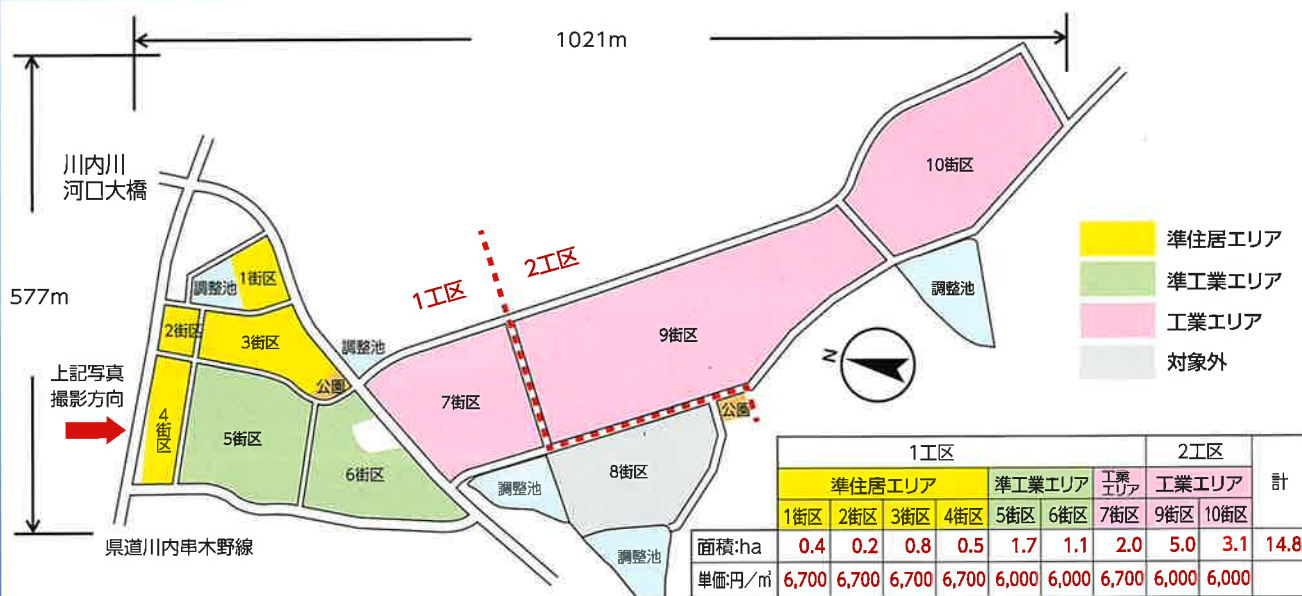 1021m
川内川
河口大橋
577m
上記写真
撮影方向
県道川内串木野線
調整池
1街区
2街区
3街区
公園
4街区
5街区
6街区
調整池
1工区
2工区
7街区
9街区
10街区
調整池
公園
8街区
調整池
調整池
N
準住居エリア
準工業エリア
工業エリア
対象外
1工区 2工区 計
準住居エリア 準工業エリア 工業エリア 工業エリア
1街区 2街区 3街区 4街区 5街区 6街区 7街区 9街区 10街区
面積:ha 0.4 0.2 0.8 0.5 1.7 1.1 2.0 5.0 3.1 14.8
単価:円/㎡ 6,700 6,700 6,700 6,700 6,000 6,000 6,700 6,000 6,000